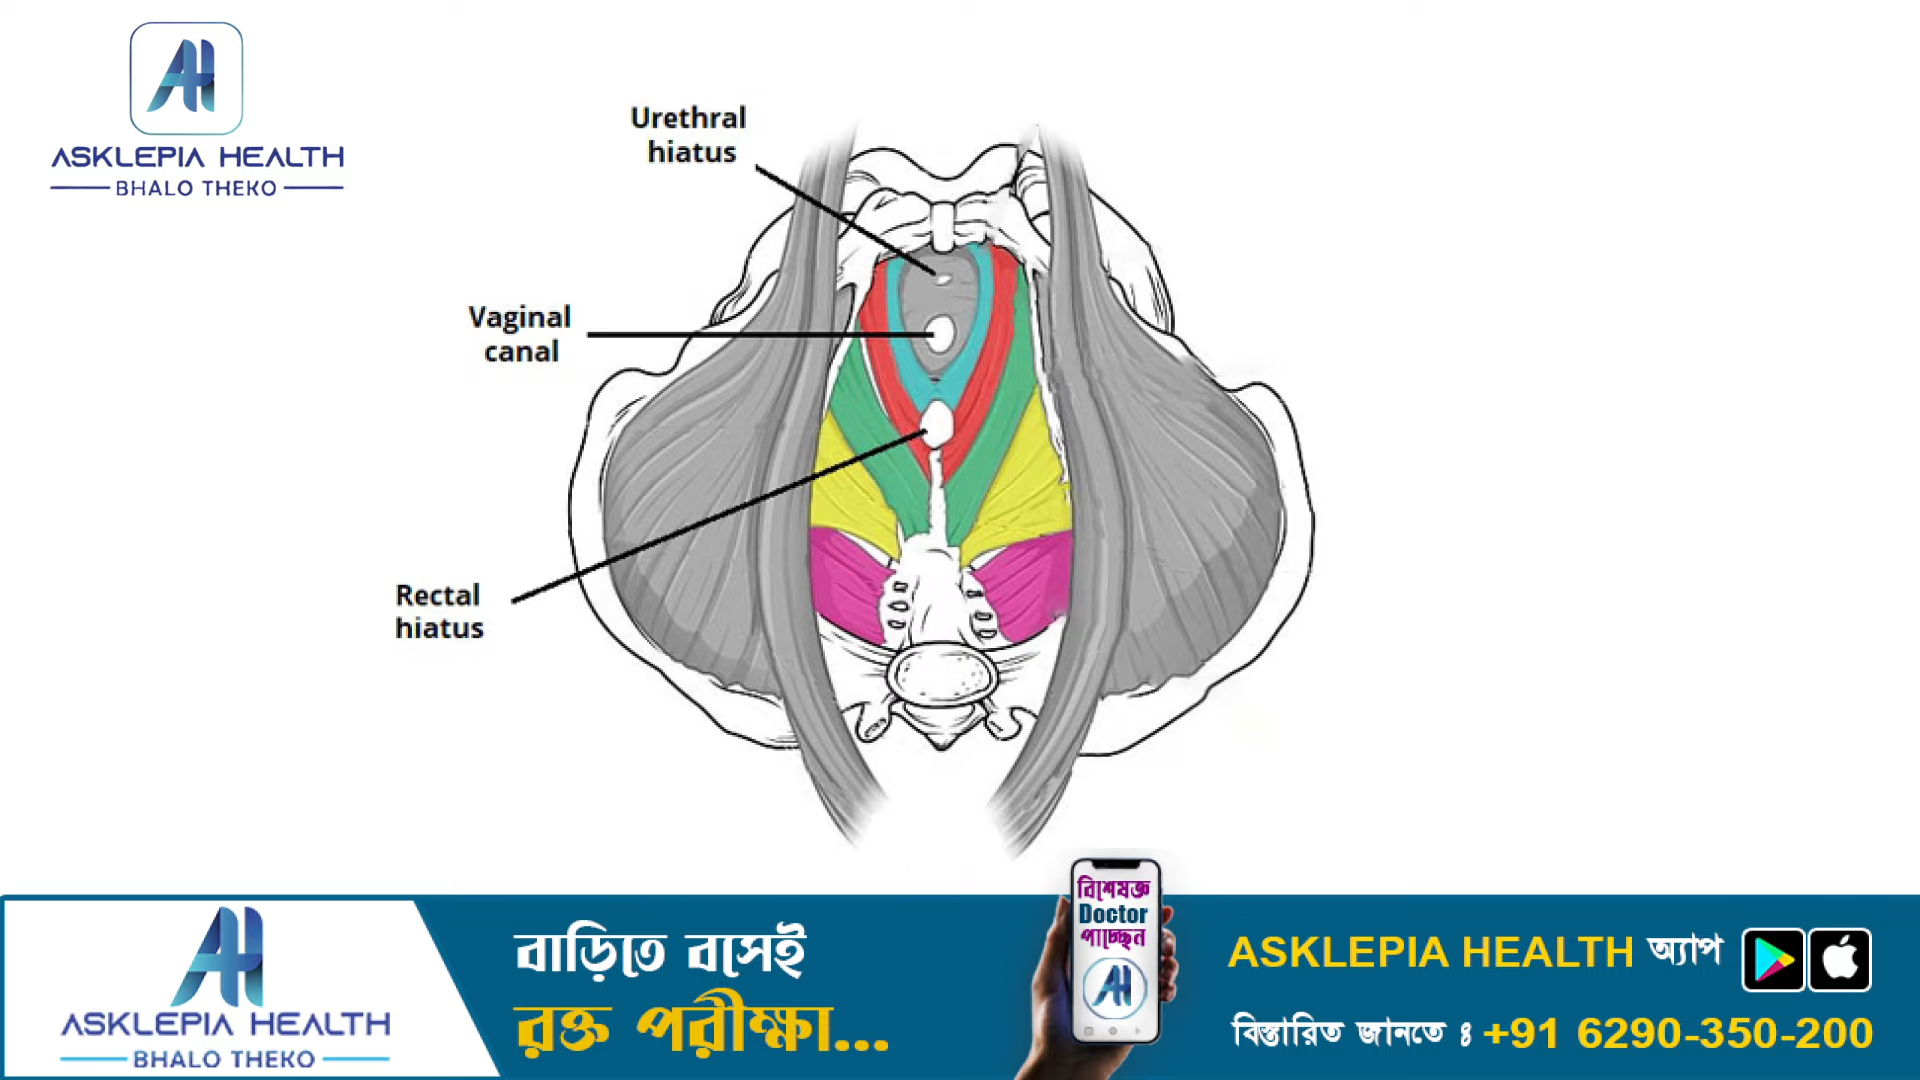 ASKLEPIA HEALTH
BHALO THEKO
Urethral
hiatus
Vaginal
canal
Rectal
hiatus
ASKLEPIA HEALTH
BHALO THEKO
বাড়িতে বসেই
রক্ত পরীক্ষা...
বিশেষজ্ঞ
Doctor
পাচ্ছেন
ASKLEPIA HEALTH অ্যাপ
বিস্তারিত জানতে ঃ +91 6290-350-200